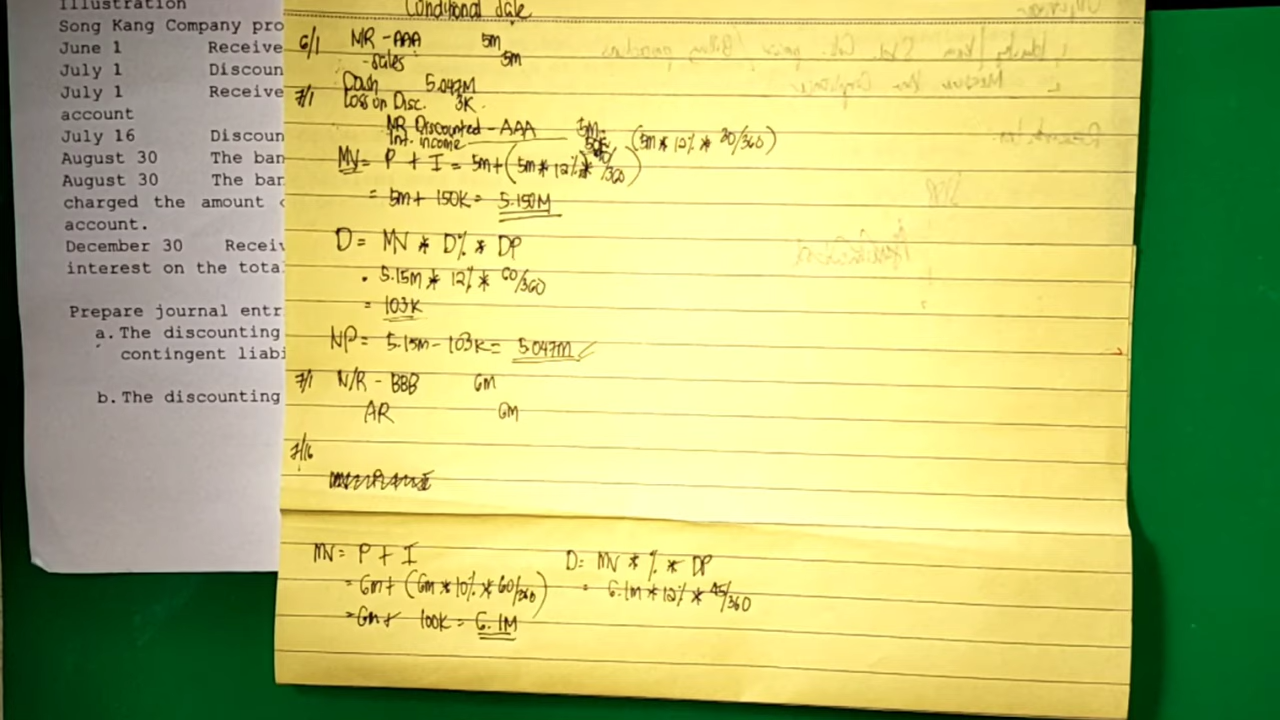 Illustration
Song Kang Company pro
June 1 Receive
July 1 Discoun
July 1 Receive
account
July 16 Discoun
August 30 The ban
August 30 The ban
charged the amount
account.
December 30 Receiv
interest on the tota
Prepare journal entr
a. The discounting
contingent liabi
b. The discounting
Conditional sale
6/1 NR - AAA 5m
- sales 5m
7/1 Cash 5.047M
Loss on Disc. 3K
NR Discounted - AAA 5m
Int. income 50K (5m * 12% * 30/360)
MV = P + I = 5m + (5m * 12% * /360)
= 5m + 150K = 5.150M
D = MV * D% * DP
= 5.15m * 12% * 60/360
= 103K
NP = 5.15m - 103K = 5.047m
7/1 N/R - BBB 6m
AR 6m
7/16
MV = P + I
= 6m + (6m * 10% * 60/360)
= 6m + 100K = 6.1M
D = MV * % * DP
= 6.1m * 12% * 45/360